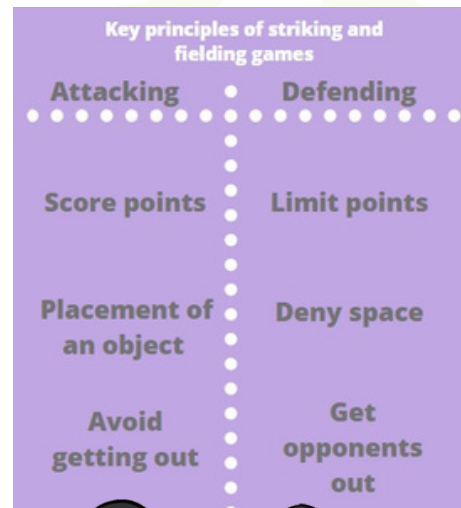 Key principles of striking and
fielding games
Attacking
Defending
Score points
Limit points
Placement of
an object
Deny space
Avoid
getting out
Get
opponents
out